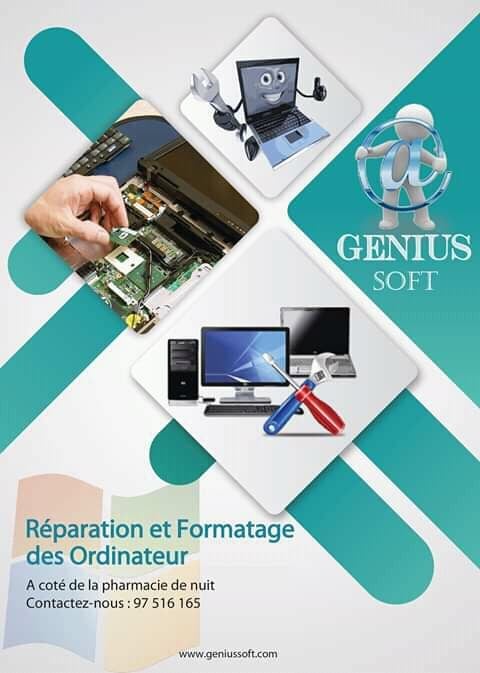 @
GENIUS
SOFT
Réparation et Formatage
des Ordinateur
A coté de la pharmacie de nuit
Contactez-nous : 97 516 165
www.geniussoft.com